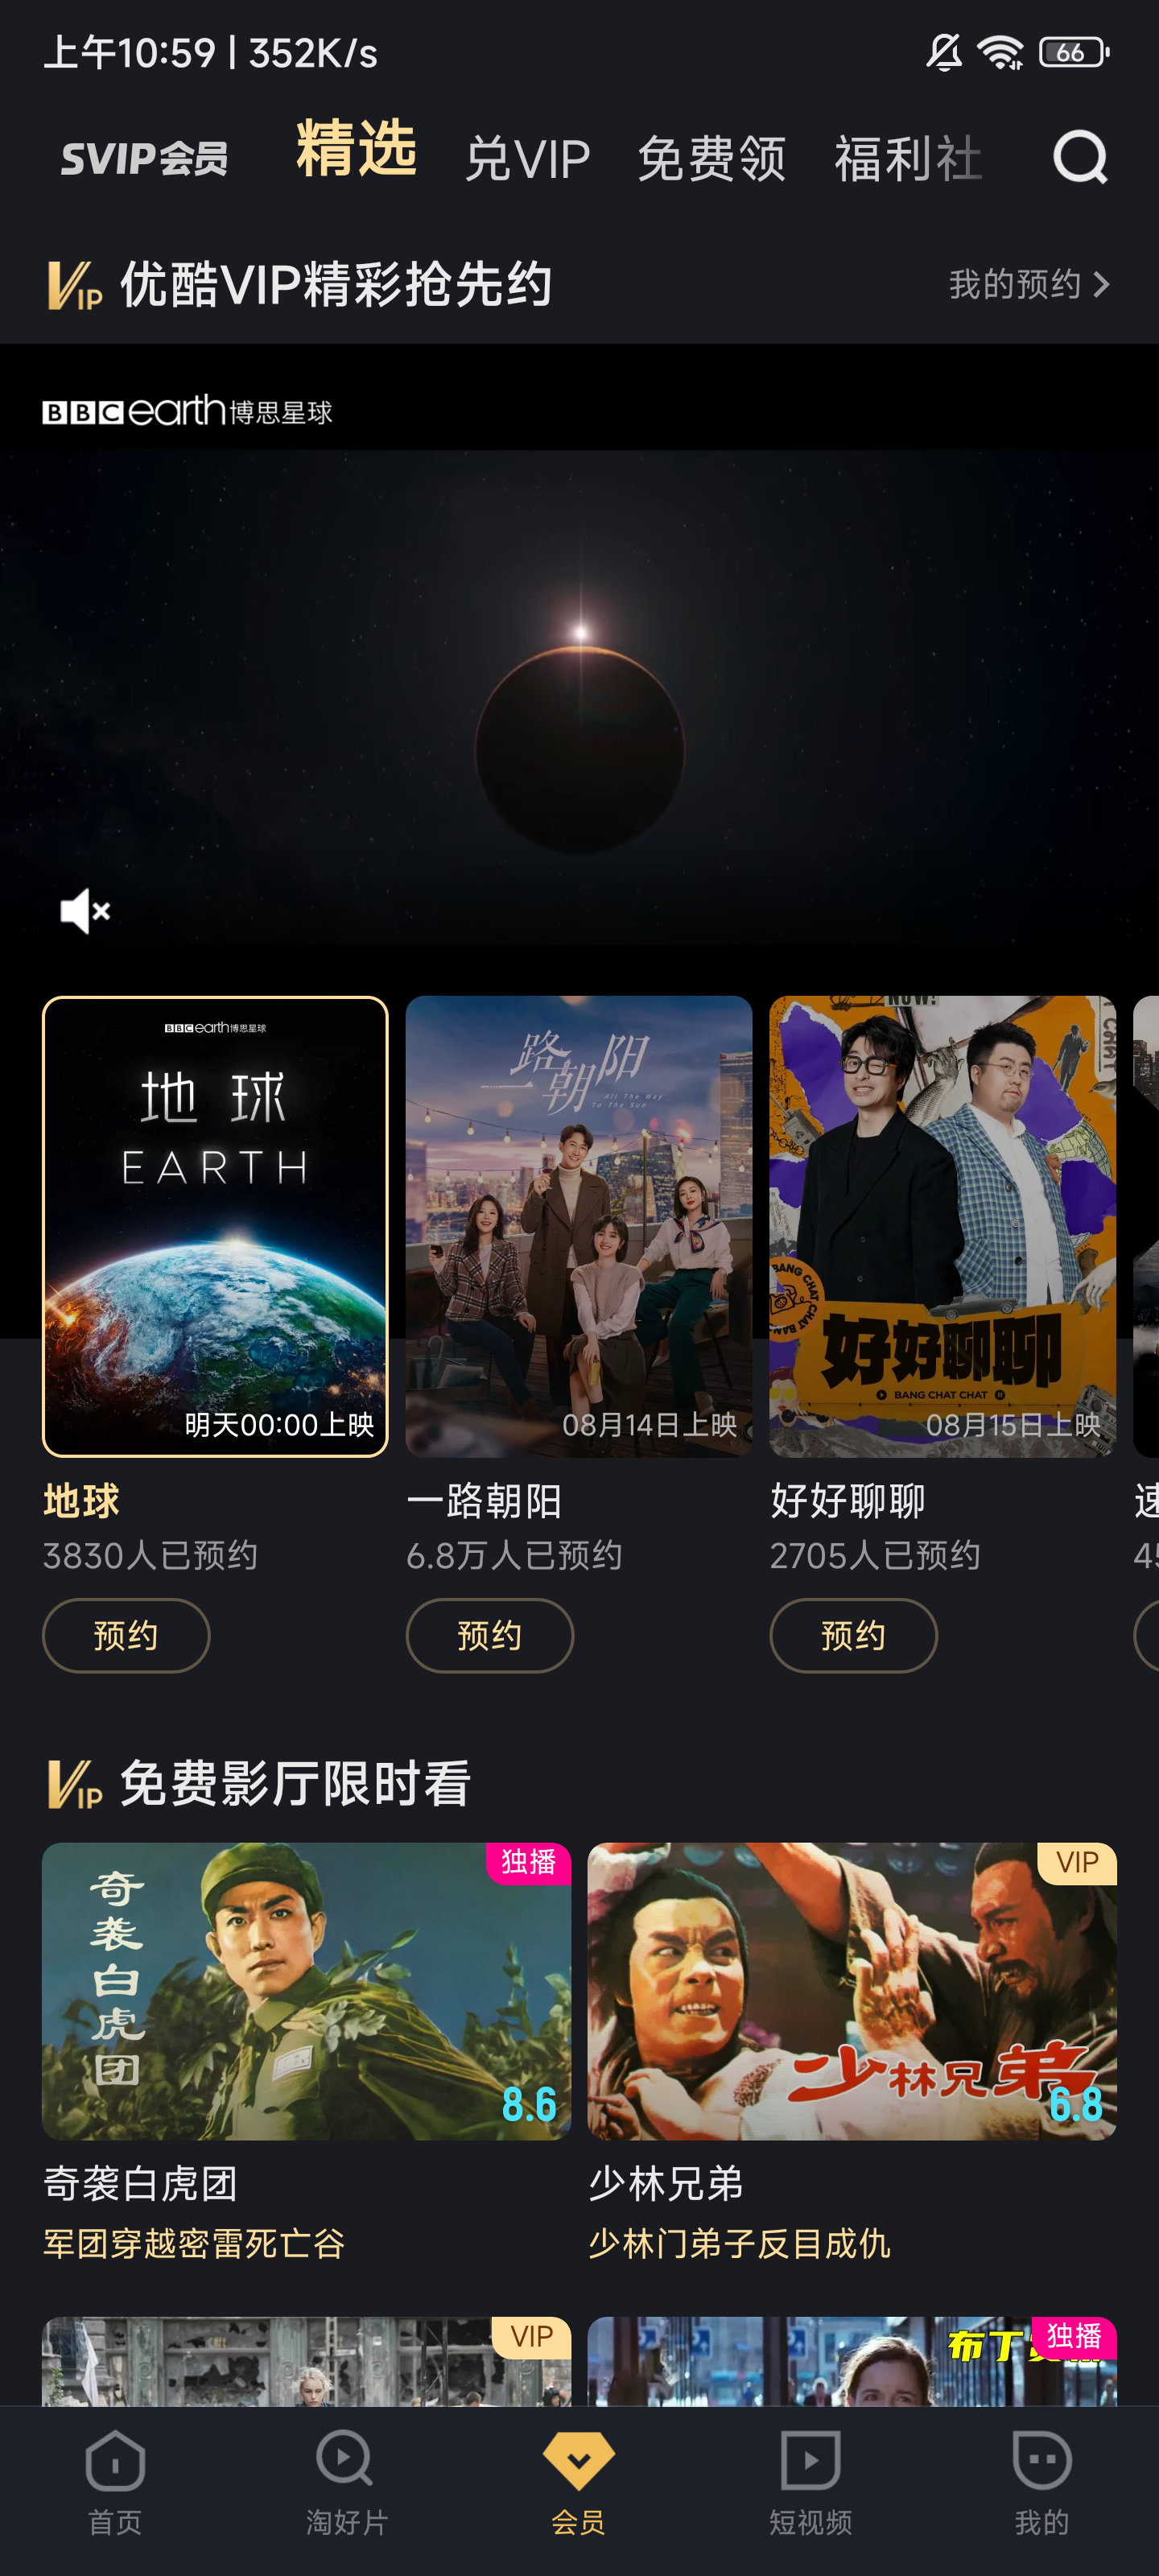 上午10:59 | 352K/s
66
SVIP会员 精选 兑VIP 免费领 福利社
VIP 优酷VIP精彩抢先约
我的预约
BBC earth 博思星球
BBC earth 博思星球
地球
EARTH
明天00:00上映
一路朝阳
All The Way
To The Sun
08月14日上映
NOW!
BANG CHAT CHAT
好好聊聊
BANG CHAT CHAT
08月15日上映
地球
3830人已预约
预约
一路朝阳
6.8万人已预约
预约
好好聊聊
2705人已预约
预约
速
45
VIP 免费影厅限时看
独播
奇袭白虎团
8.6
奇袭白虎团
军团穿越密雷死亡谷
VIP
少林兄弟
6.8
少林兄弟
少林门弟子反目成仇
VIP
布丁
独播
首页 淘好片 会员 短视频 我的